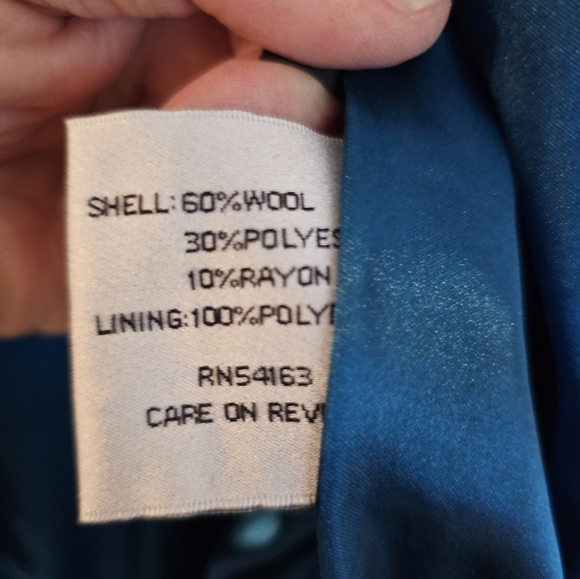 SHELL:60%WOOL
30%POLYES
10%RAYON
LINING:100%POLYE
RN54163
CARE ON REV